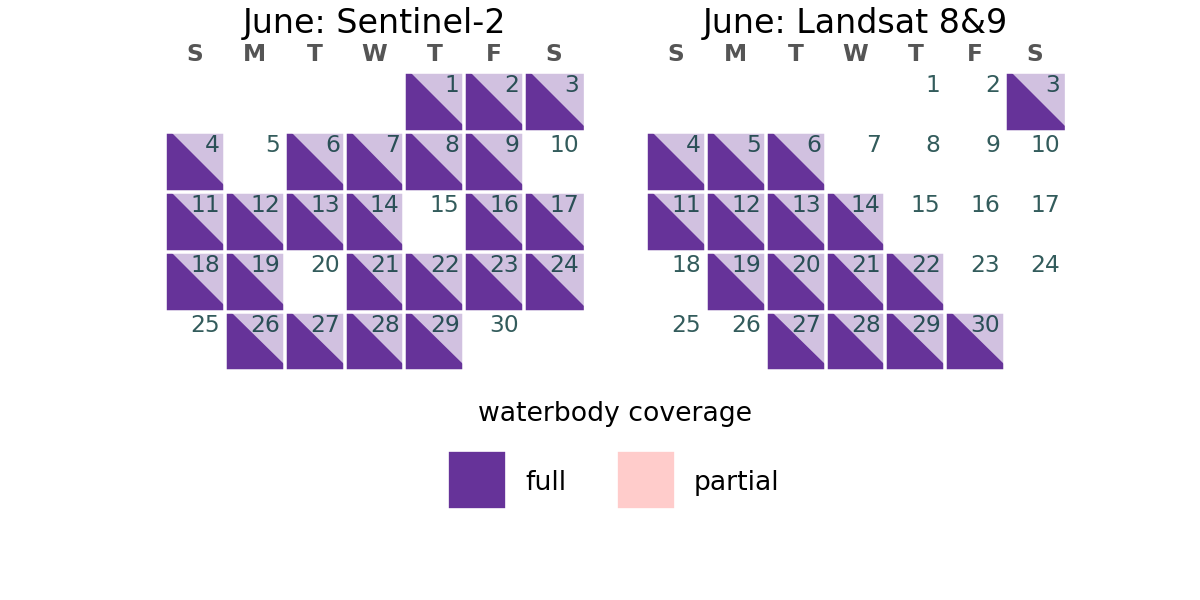 June: Sentinel-2
S M T W T F S
1 2 3
4 5 6 7 8 9 10
11 12 13 14 15 16 17
18 19 20 21 22 23 24
25 26 27 28 29 30
June: Landsat 8&9
S M T W T F S
1 2 3
4 5 6 7 8 9 10
11 12 13 14 15 16 17
18 19 20 21 22 23 24
25 26 27 28 29 30
waterbody coverage
full
partial